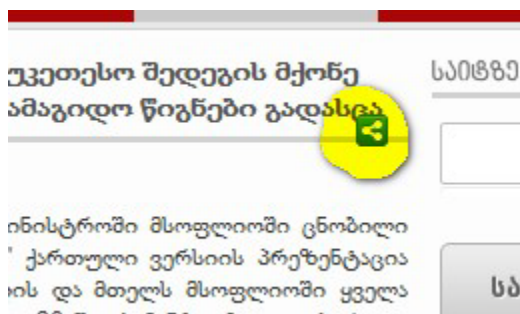 უკეთესო შედეგის მქონე
ამაგიდო წიგნები გადასცა
საიტზე
ინისტროში მსოფლიოში ცნობილი
" ქართული ვერსიის პრეზენტაცია
ის და მთელს მსოფლიოში ყველა
სა